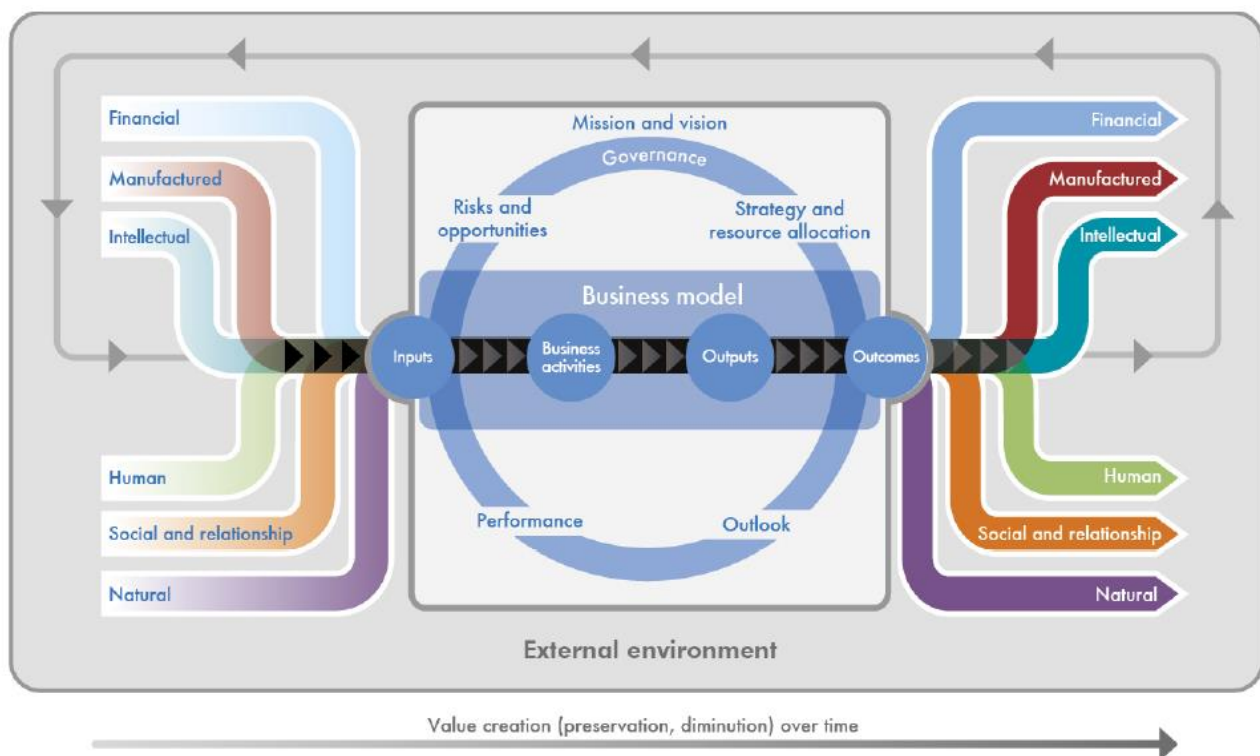 Financial
Manufactured
Intellectual
Human
Social and relationship
Natural
Mission and vision
Governance
Risks and
opportunities
Strategy and
resource allocation
Business model
Inputs
Business
activities
Outputs
Outcomes
Performance
Outlook
Financial
Manufactured
Intellectual
Human
Social and relationship
Natural
External environment
Value creation (preservation, diminution) over time